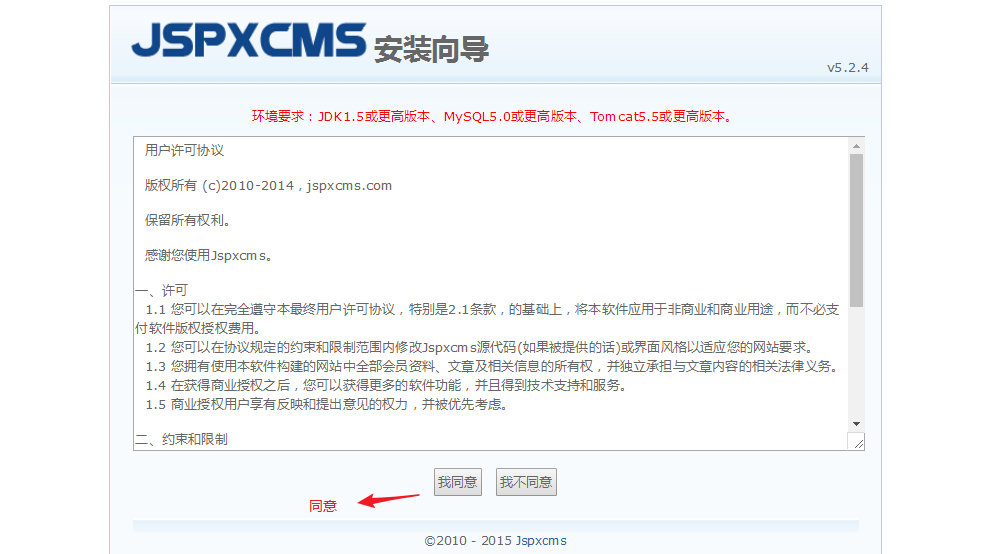 JSPXCMS 安装向导
v5.2.4
环境要求：JDK1.5或更高版本、MySQL5.0或更高版本、Tomcat5.5或更高版本。
用户许可协议
版权所有 (c)2010-2014，jspxcms.com
保留所有权利。
感谢您使用Jspxcms。
一、许可
1.1 您可以在完全遵守本最终用户许可协议，特别是2.1条款，的基础上，将本软件应用于非商业和商业用途，而不必支
付软件版权授权费用。
1.2 您可以在协议规定的约束和限制范围内修改Jspxcms源代码(如果被提供的话)或界面风格以适应您的网站要求。
1.3 您拥有使用本软件构建的网站中全部会员资料、文章及相关信息的所有权，并独立承担与文章内容的相关法律义务。
1.4 在获得商业授权之后，您可以获得更多的软件功能，并且得到技术支持和服务。
1.5 商业授权用户享有反映和提出意见的权力，并被优先考虑。
二、约束和限制
我同意 我不同意
同意
©2010 - 2015 Jspxcms